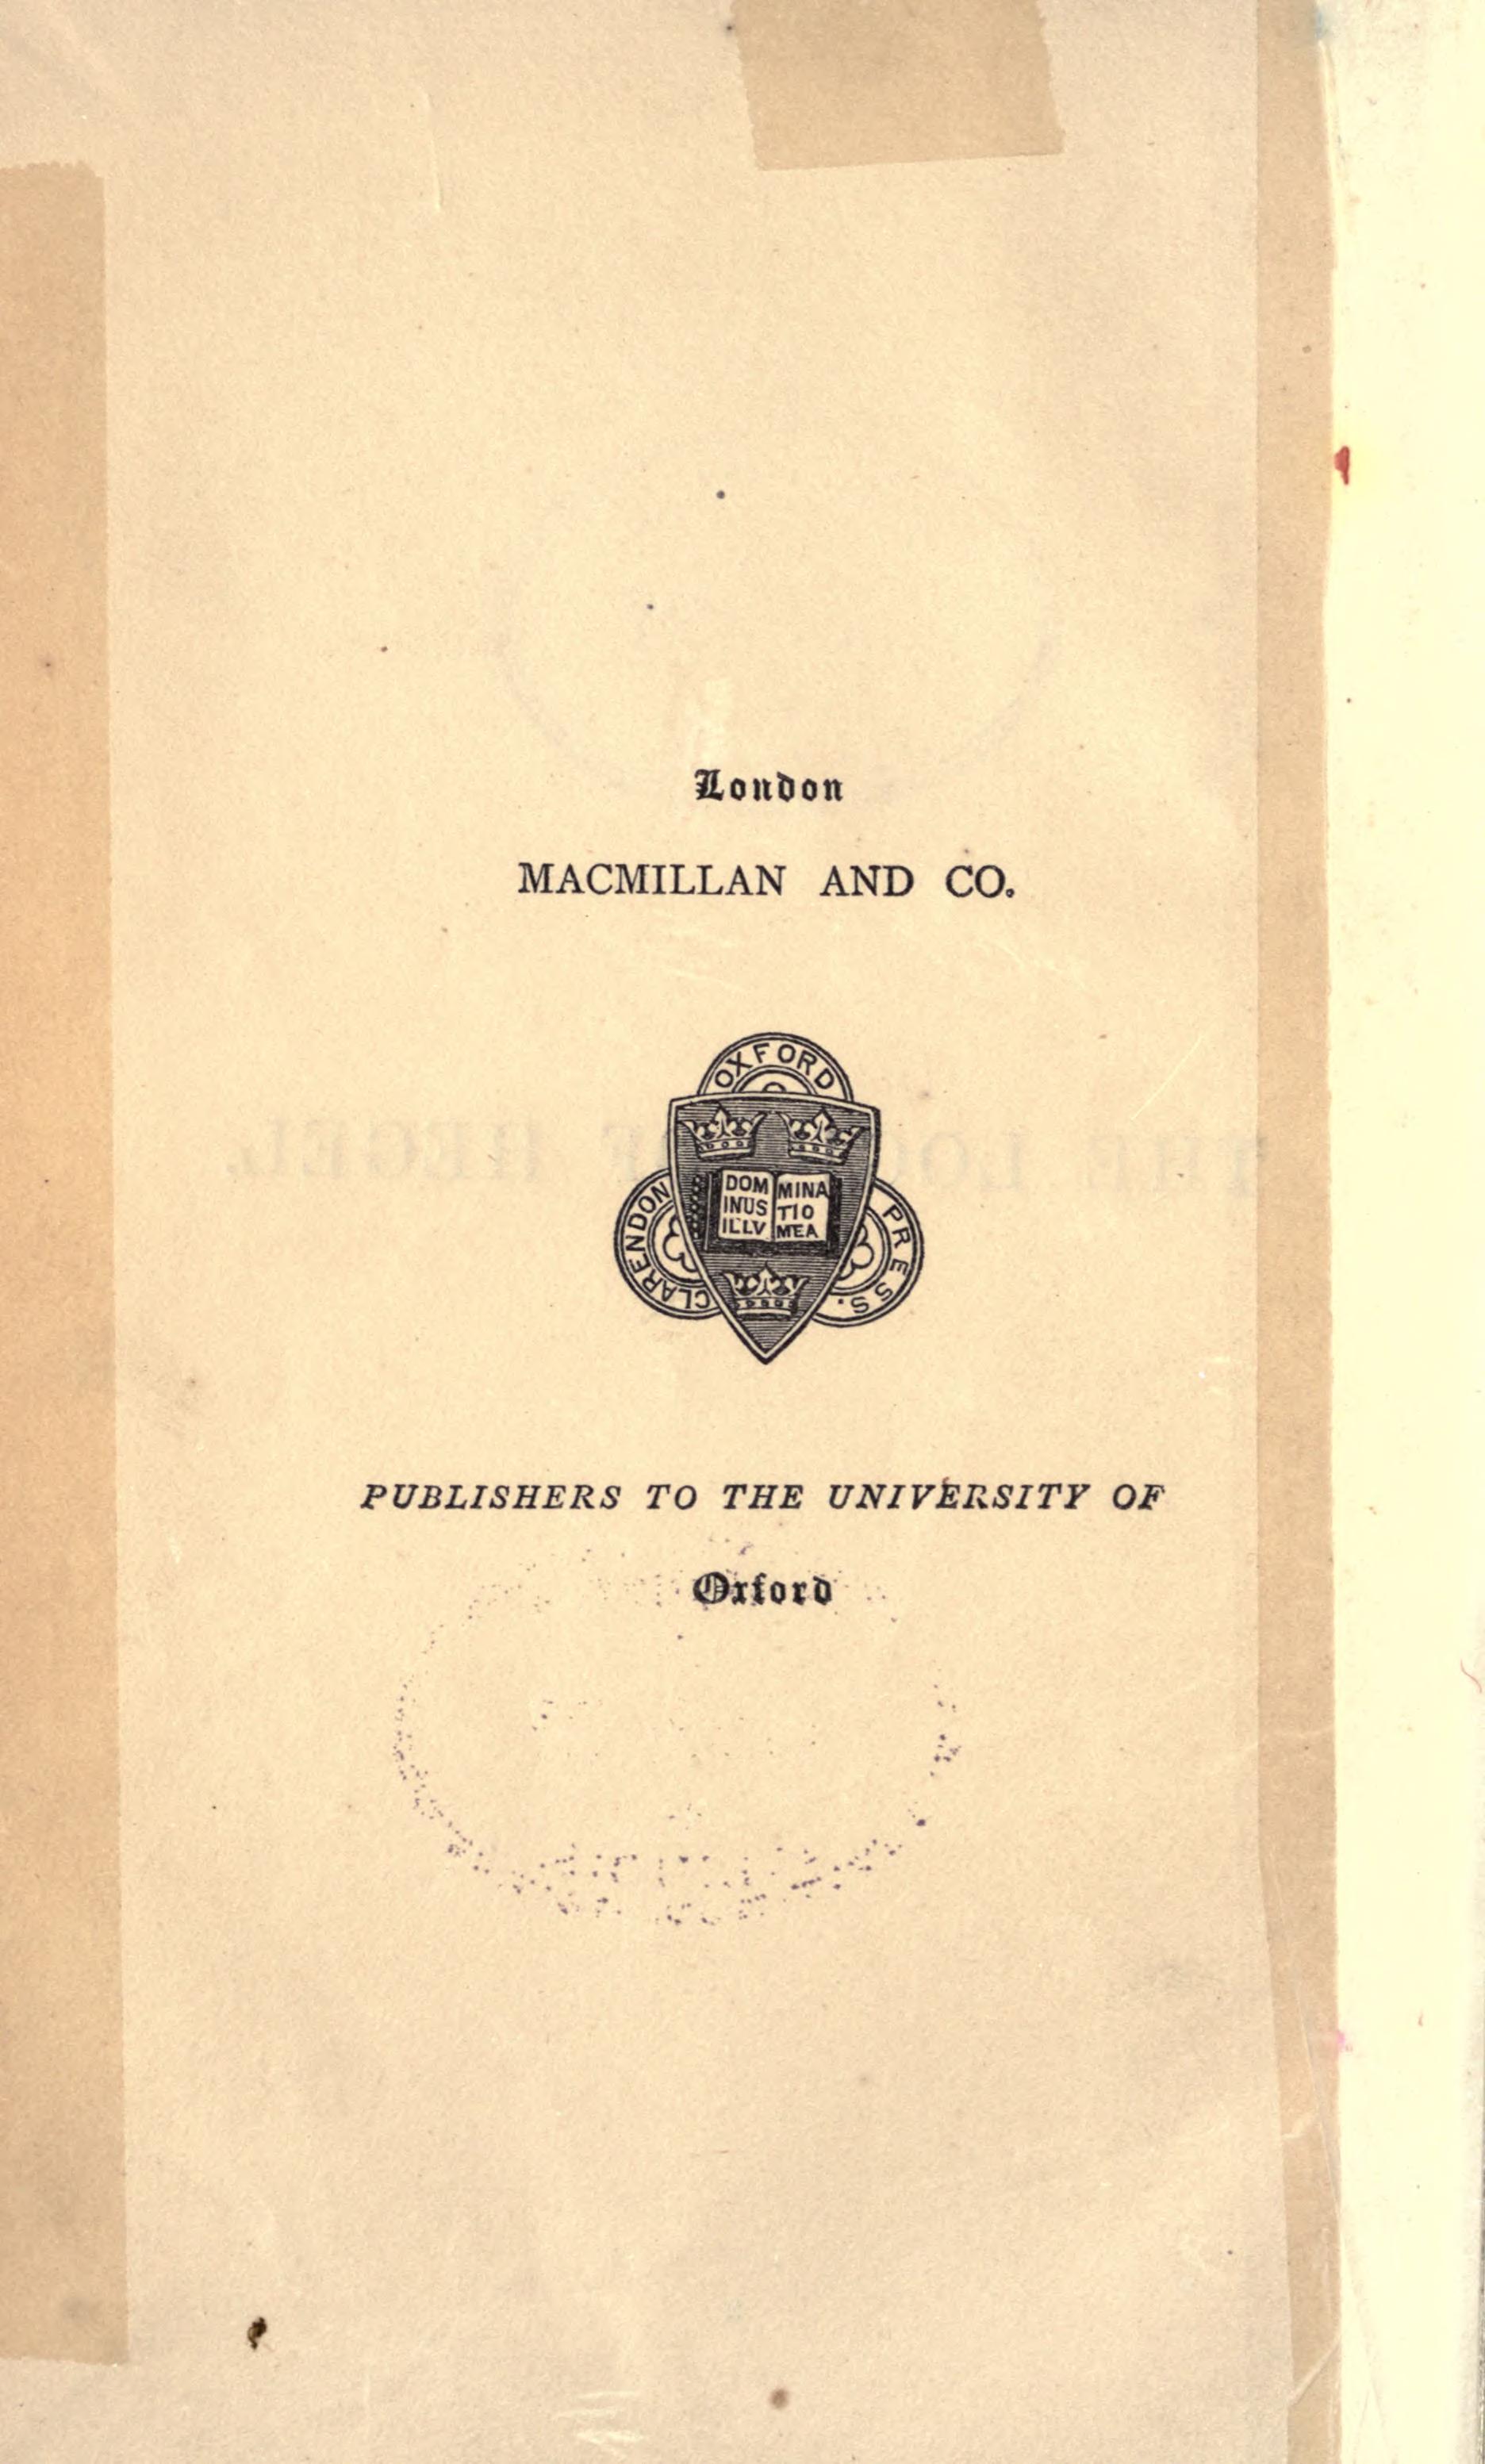 London
MACMILLAN AND CO.
OXFORD
CLARENDON
PRESS.
DOM MINA
INUS TIO
ILLV MEA
PUBLISHERS TO THE UNIVERSITY OF
Oxford